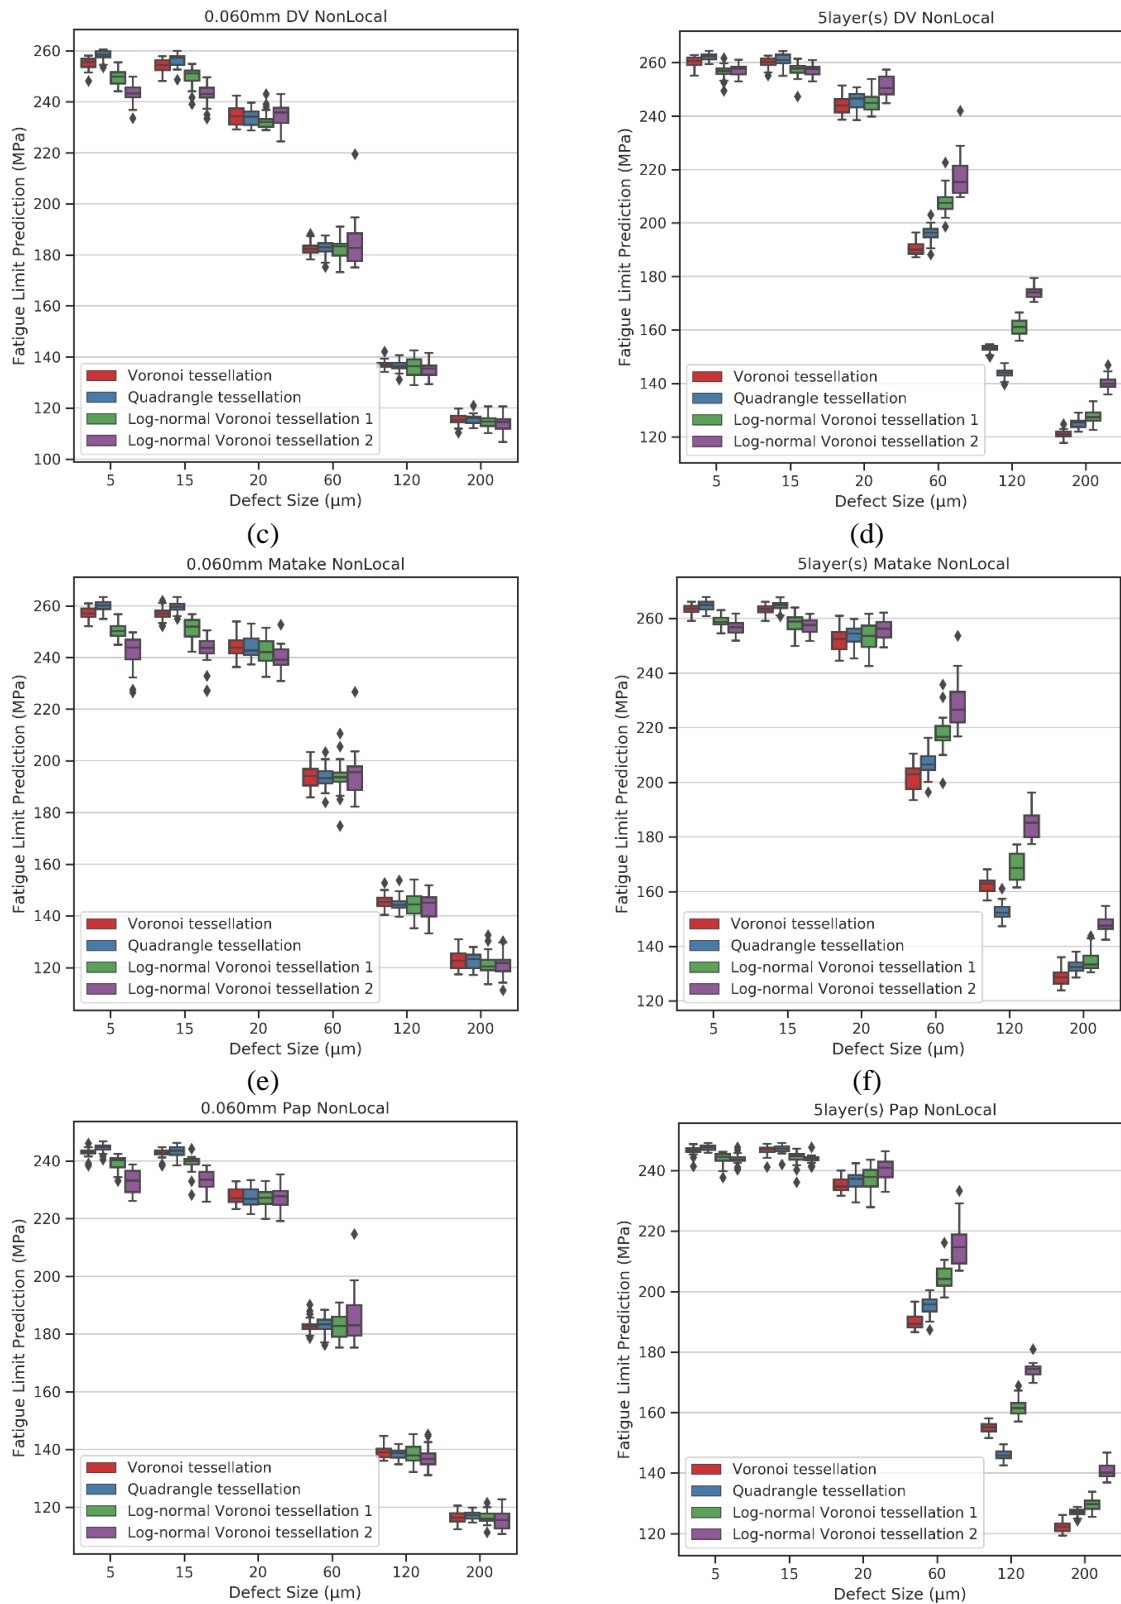 0.060mm DV NonLocal
Fatigue Limit Prediction (MPa)
260
240
220
200
180
160
140
120
100
Voronoi tessellation
Quadrangle tessellation
Log-normal Voronoi tessellation 1
Log-normal Voronoi tessellation 2
5 15 20 60 120 200
Defect Size (µm)
(c)
5layer(s) DV NonLocal
Fatigue Limit Prediction (MPa)
260
240
220
200
180
160
140
120
Voronoi tessellation
Quadrangle tessellation
Log-normal Voronoi tessellation 1
Log-normal Voronoi tessellation 2
5 15 20 60 120 200
Defect Size (µm)
(d)
0.060mm Matake NonLocal
Fatigue Limit Prediction (MPa)
260
240
220
200
180
160
140
120
Voronoi tessellation
Quadrangle tessellation
Log-normal Voronoi tessellation 1
Log-normal Voronoi tessellation 2
5 15 20 60 120 200
Defect Size (µm)
(e)
5layer(s) Matake NonLocal
Fatigue Limit Prediction (MPa)
260
240
220
200
180
160
140
120
Voronoi tessellation
Quadrangle tessellation
Log-normal Voronoi tessellation 1
Log-normal Voronoi tessellation 2
5 15 20 60 120 200
Defect Size (µm)
(f)
0.060mm Pap NonLocal
Fatigue Limit Prediction (MPa)
240
220
200
180
160
140
120
Voronoi tessellation
Quadrangle tessellation
Log-normal Voronoi tessellation 1
Log-normal Voronoi tessellation 2
5 15 20 60 120 200
Defect Size (µm)
5layer(s) Pap NonLocal
Fatigue Limit Prediction (MPa)
240
220
200
180
160
140
120
Voronoi tessellation
Quadrangle tessellation
Log-normal Voronoi tessellation 1
Log-normal Voronoi tessellation 2
5 15 20 60 120 200
Defect Size (µm)